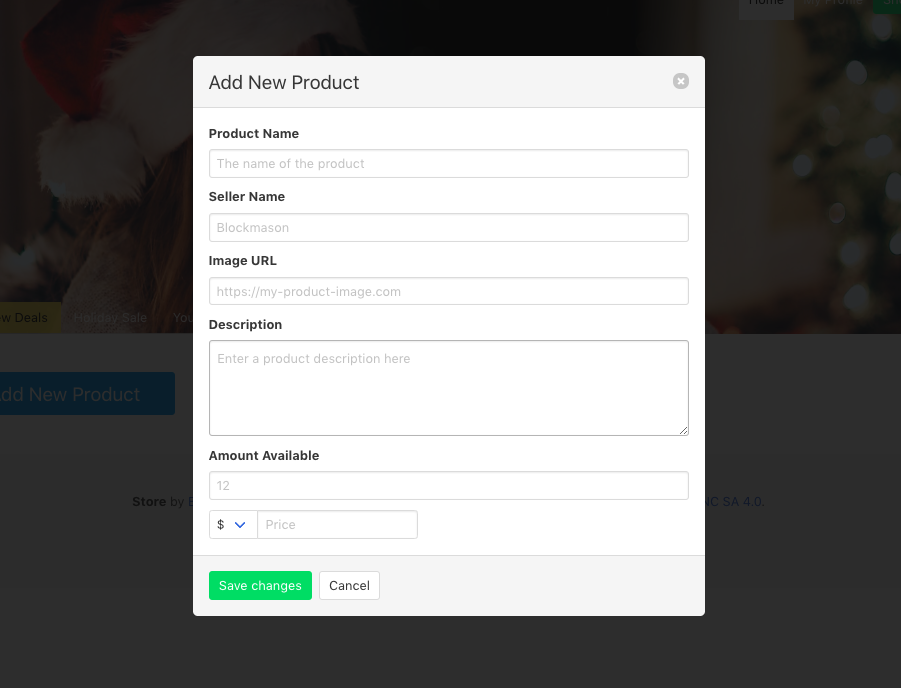 Home My Profile
Add New Product
Product Name
The name of the product
Seller Name
Blockmason
Image URL
https://my-product-image.com
Deals Holiday Sale
Description
Enter a product description here
New Product
Amount Available
12
Store by
NC SA 4.0.
$ Price
Save changes Cancel